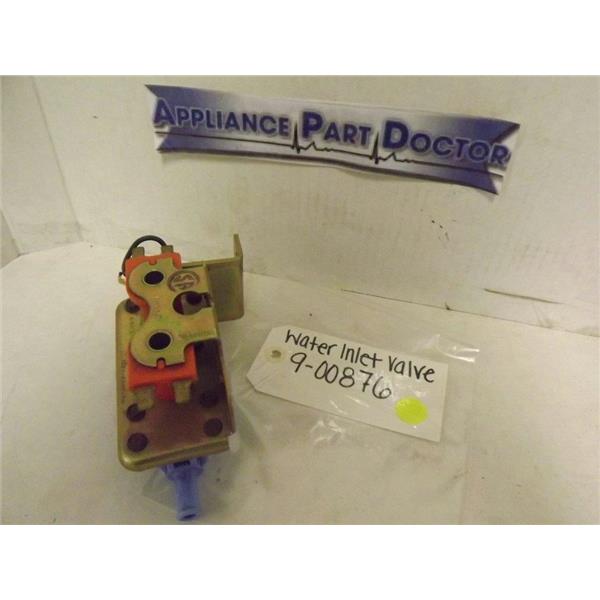 APPLIANCE PART DOCTOR
Water Inlet Valve
9-00876